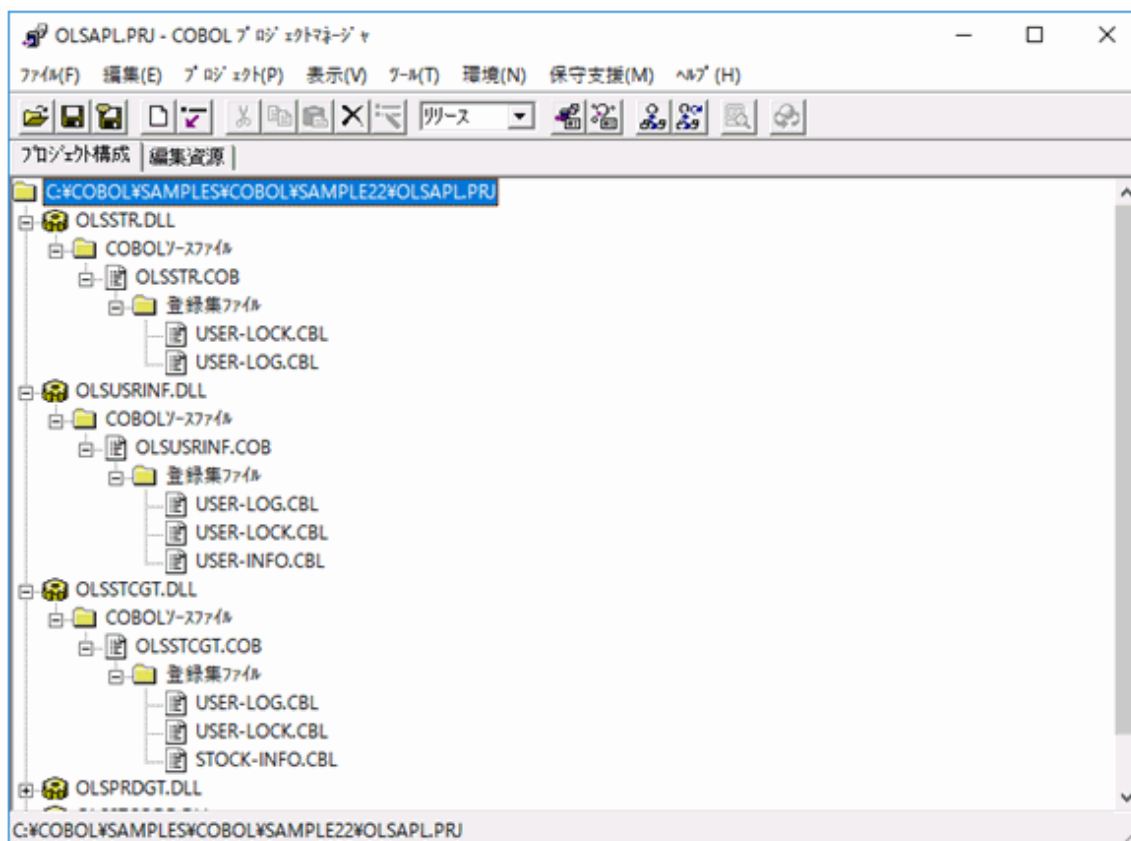 OLSAPL.PRJ - COBOL ﾌﾟﾛｼﾞｪｸﾄﾏﾈｰｼﾞｬ
ﾌｧｲﾙ(F) 編集(E) ﾌﾟﾛｼﾞｪｸﾄ(P) 表示(V) ﾂｰﾙ(T) 環境(N) 保守支援(M) ﾍﾙﾌﾟ(H)
ﾘﾘｰｽ
ﾌﾟﾛｼﾞｪｸﾄ構成 編集資源
C:¥COBOL¥SAMPLES¥COBOL¥SAMPLE22¥OLSAPL.PRJ
OLSSTR.DLL
COBOLｿｰｽﾌｧｲﾙ
OLSSTR.COB
登録集ﾌｧｲﾙ
USER-LOCK.CBL
USER-LOG.CBL
OLSUSRINF.DLL
COBOLｿｰｽﾌｧｲﾙ
OLSUSRINF.COB
登録集ﾌｧｲﾙ
USER-LOG.CBL
USER-LOCK.CBL
USER-INFO.CBL
OLSSTCGT.DLL
COBOLｿｰｽﾌｧｲﾙ
OLSSTCGT.COB
登録集ﾌｧｲﾙ
USER-LOG.CBL
USER-LOCK.CBL
STOCK-INFO.CBL
OLSPRDGT.DLL
C:¥COBOL¥SAMPLES¥COBOL¥SAMPLE22¥OLSAPL.PRJ